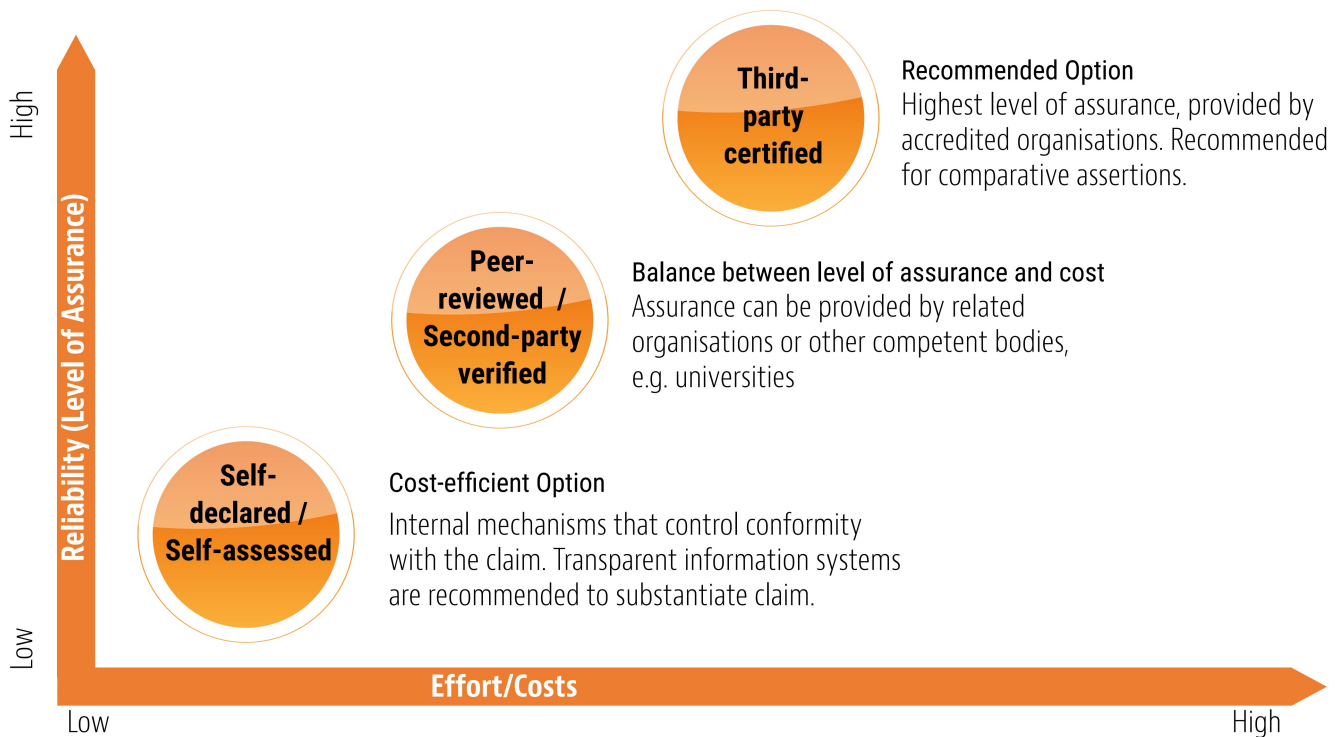 High
Reliability (Level of Assurance)
Low
Third-
party
certified
Recommended Option
Highest level of assurance, provided by
accredited organisations. Recommended
for comparative assertions.
Peer-
reviewed /
Second-party
verified
Balance between level of assurance and cost
Assurance can be provided by related
organisations or other competent bodies,
e.g. universities
Self-
declared /
Self-assessed
Cost-efficient Option
Internal mechanisms that control conformity
with the claim. Transparent information systems
are recommended to substantiate claim.
Effort/Costs
Low
High